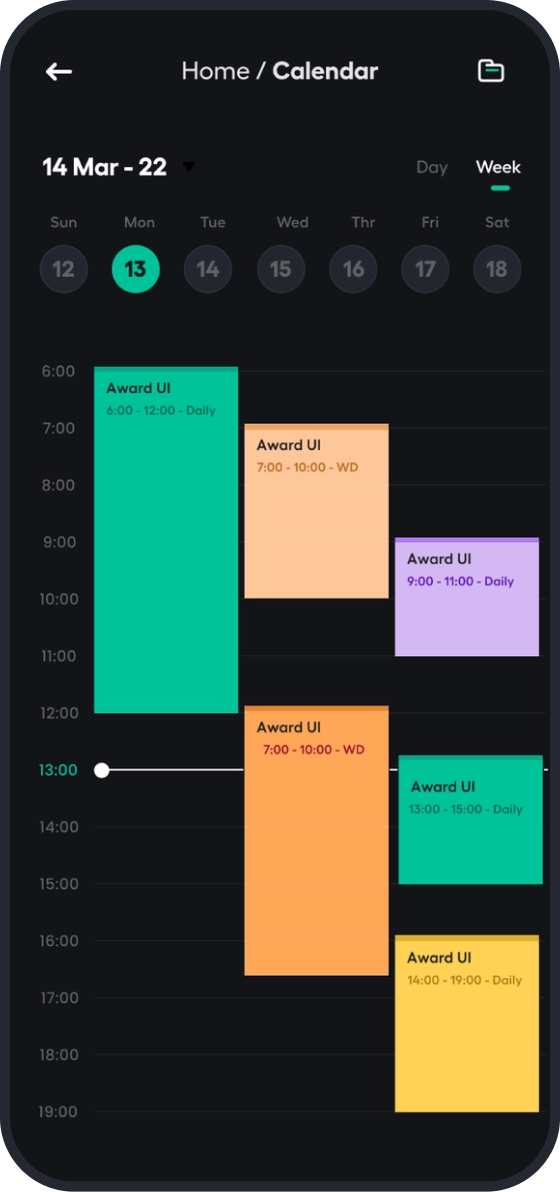 Home / Calendar
14 Mar - 22
Day Week
Sun Mon Tue Wed Thr Fri Sat
12 13 14 15 16 17 18
6:00
Award UI
6:00 - 12:00 - Daily
7:00
Award UI
7:00 - 10:00 - WD
8:00
9:00
Award UI
9:00 - 11:00 - Daily
10:00
11:00
12:00
Award UI
7:00 - 10:00 - WD
13:00
Award UI
13:00 - 15:00 - Daily
14:00
15:00
16:00
Award UI
14:00 - 19:00 - Daily
17:00
18:00
19:00